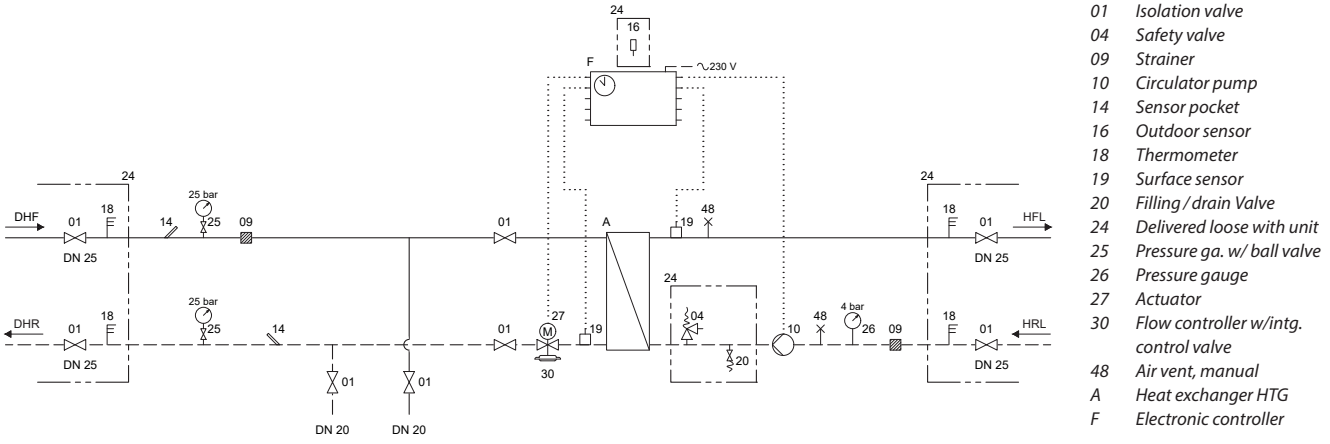 24
16
F
230 V
24
24
DHF
01
18
14
25 bar
25
09
01
A
19
48
18
01
HFL
DN 25
DN 25
24
DHR
01
18
25 bar
25
14
01
27
M
19
04
10
48
4 bar
26
09
18
01
HRL
DN 25
30
20
DN 25
01
01
DN 20
DN 20
01 Isolation valve
04 Safety valve
09 Strainer
10 Circulator pump
14 Sensor pocket
16 Outdoor sensor
18 Thermometer
19 Surface sensor
20 Filling / drain Valve
24 Delivered loose with unit
25 Pressure ga. w/ ball valve
26 Pressure gauge
27 Actuator
30 Flow controller w/intg.
control valve
48 Air vent, manual
A Heat exchanger HTG
F Electronic controller